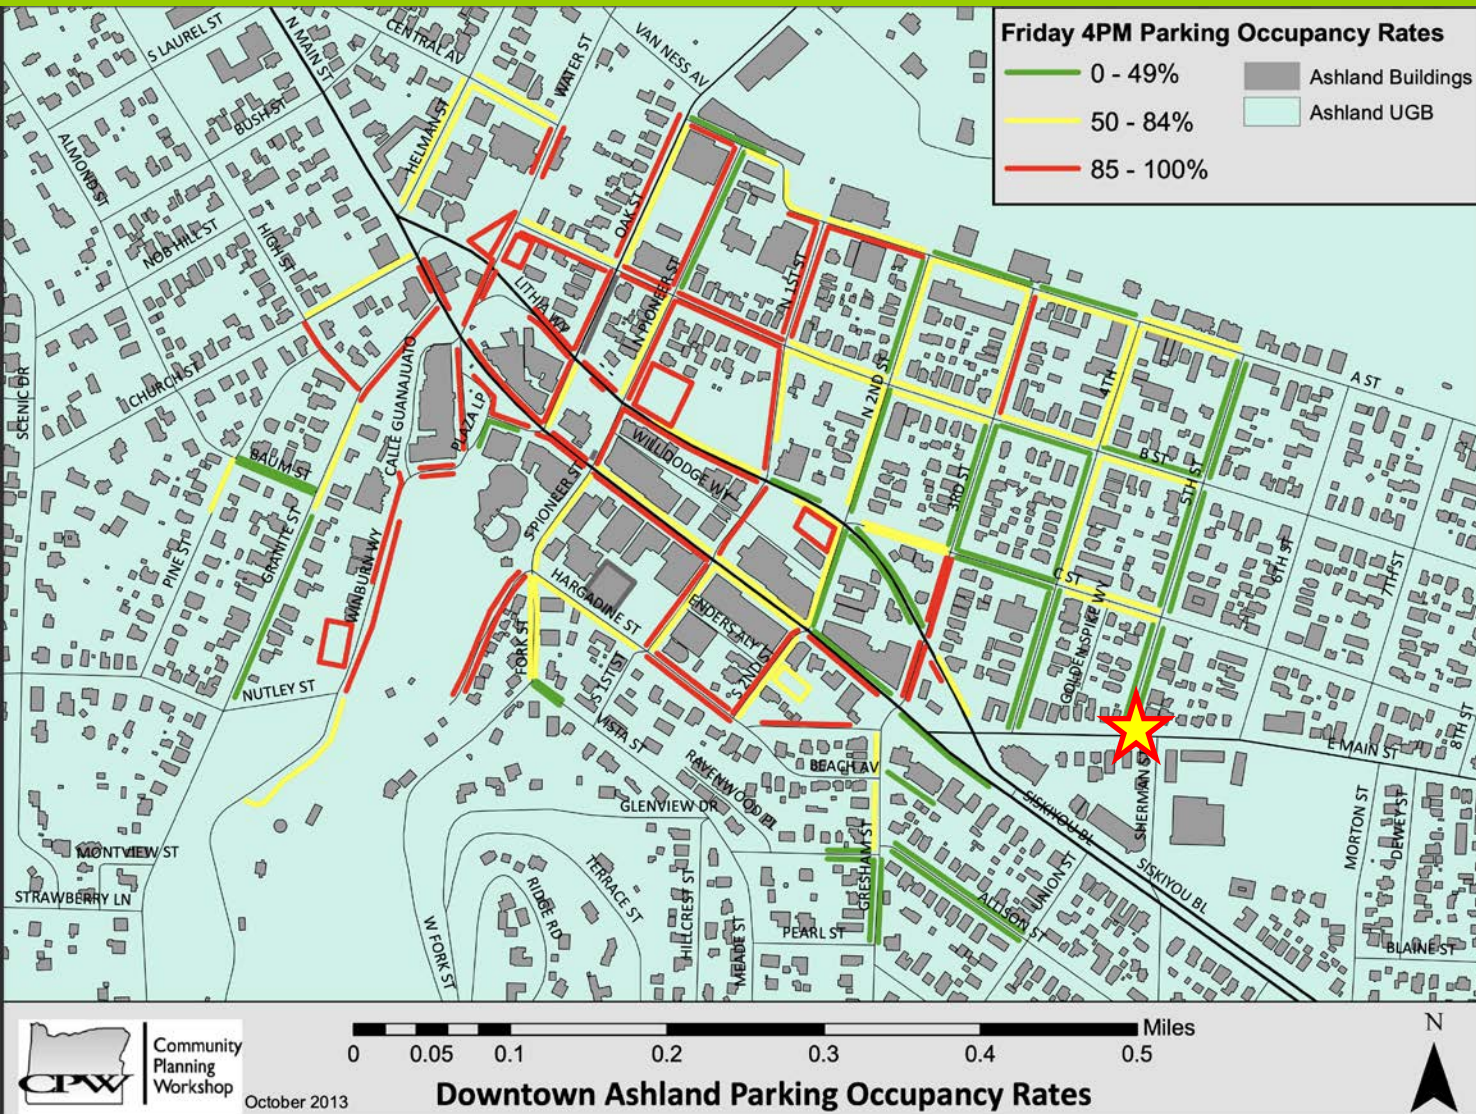 Friday 4PM Parking Occupancy Rates
0 - 49%
50 - 84%
85 - 100%
Ashland Buildings
Ashland UGB
S LAUREL ST
N MAIN ST
CENTRAL AV
WATER ST
VAN NESS AV
BUSH ST
HELMAN ST
ALMOND ST
NOB HILL ST
HIGH ST
OAK ST
LITHIA WY
N PIONEER ST
N 1ST ST
SCENIC DR
CHURCH ST
CALLE GUANAJUATO
PLAZA LP
N 2ND ST
4TH
A ST
BAUM ST
WILL DODGE WY
3RD ST
B ST
5TH ST
S PIONEER ST
PINE ST
GRANITE ST
WINBURN WY
HARGADINE ST
C ST
6TH ST
7TH ST
FORK ST
ENDERS ALY
GOLDEN SPIKE WY
NUTLEY ST
S 1ST ST
S 2ND ST
VISTA ST
8TH ST
E MAIN ST
RAVENWOOD PL
BEACH AV
GLENVIEW DR
SISKIYOU BL
SHERMAN ST
MORTON ST
DEWEY ST
MONTVIEW ST
STRAWBERRY LN
TERRACE ST
RIDGE RD
W FORK ST
HILLCREST ST
MEADE ST
PEARL ST
GRESHAM ST
ALLISON ST
UNION ST
SISKIYOU BL
BLAINE ST
CPW
Community
Planning
Workshop
October 2013
Miles
0 0.05 0.1 0.2 0.3 0.4 0.5
Downtown Ashland Parking Occupancy Rates
N